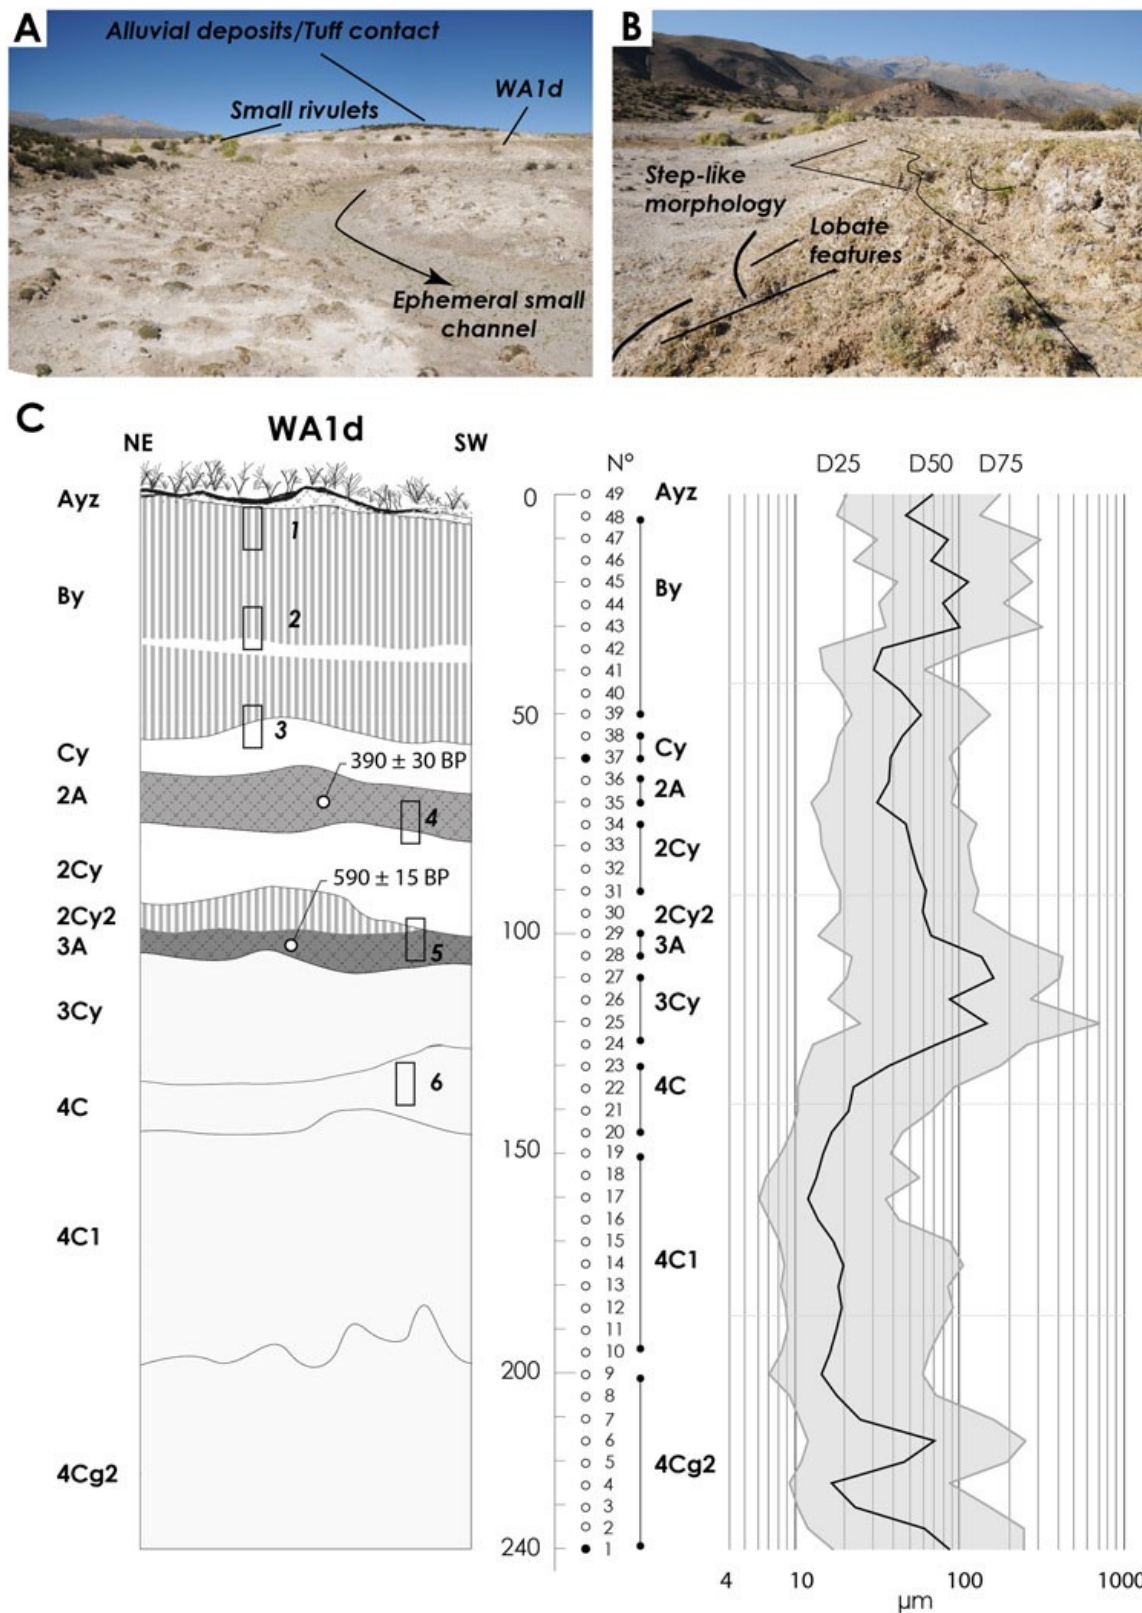 A
Alluvial deposits/Tuff contact
WA1d
Small rivulets
Ephemeral small
channel
B
Step-like
morphology
Lobate
features
C
NE
WA1d
SW
Ayz
By
Cy
2A
2Cy
2Cy2
3A
3Cy
4C
4C1
4Cg2
1
2
3
390 ± 30 BP
4
590 ± 15 BP
5
6
0
50
100
150
200
240
N°
49
48
47
46
45
44
43
42
41
40
39
38
37
36
35
34
33
32
31
30
29
28
27
26
25
24
23
22
21
20
19
18
17
16
15
14
13
12
11
10
9
8
7
6
5
4
3
2
1
Ayz
By
Cy
2A
2Cy
2Cy2
3A
3Cy
4C
4C1
4Cg2
D25 D50 D75
4 10 100 1000
µm